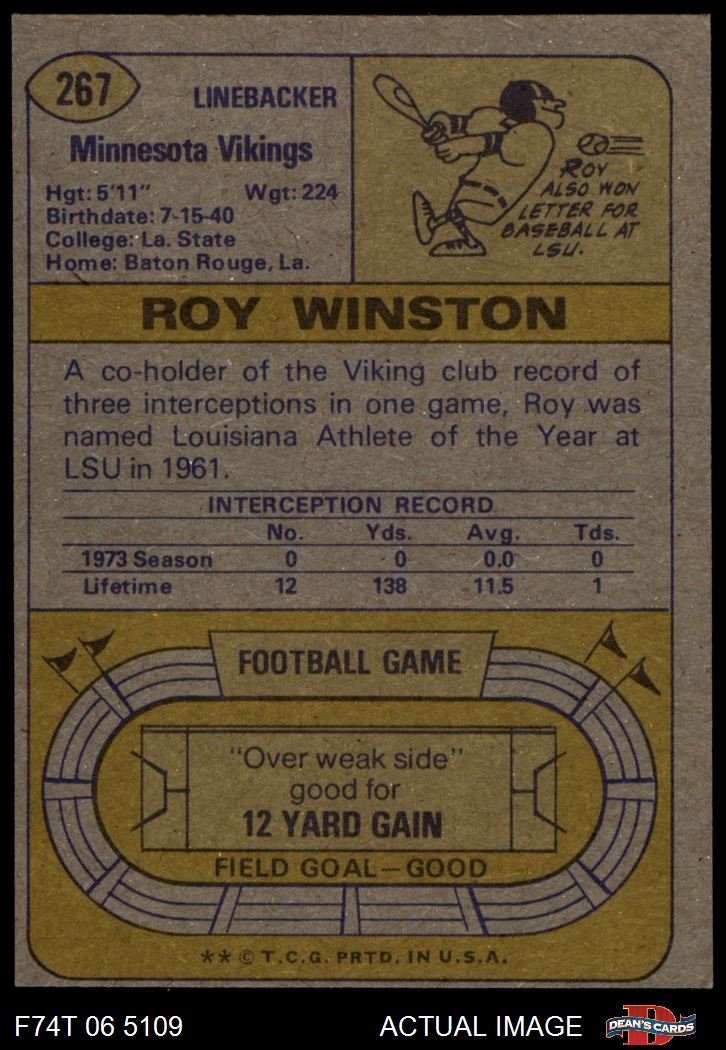 267
LINEBACKER
Minnesota Vikings
Hgt: 5'11" Wgt: 224
Birthdate: 7-15-40
College: La. State
Home: Baton Rouge, La.
ROY
ALSO WON
LETTER FOR
BASEBALL AT
LSU.
ROY WINSTON
A co-holder of the Viking club record of
three interceptions in one game, Roy was
named Louisiana Athlete of the Year at
LSU in 1961.
INTERCEPTION RECORD
No. Yds. Avg. Tds.
1973 Season 0 0 0.0 0
Lifetime 12 138 11.5 1
FOOTBALL GAME
"Over weak side"
good for
12 YARD GAIN
FIELD GOAL—GOOD
** © T.C.G. PRTD. IN U.S.A.
F74T 06 5109 ACTUAL IMAGE DEAN'S CARDS